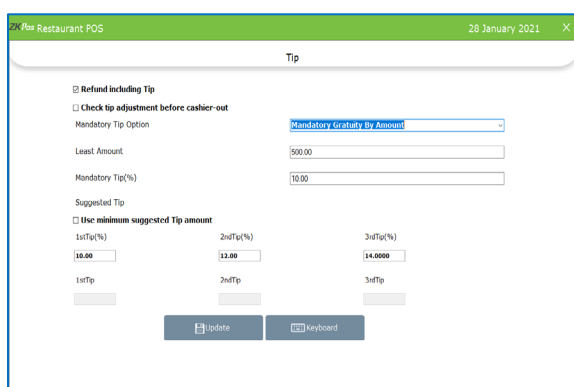 ZKPos Restaurant POS 28 January 2021 X
Tip
Refund including Tip
Check tip adjustment before cashier-out
Mandatory Tip Option Mandatory Gratuity By Amount
Least Amount 500.00
Mandatory Tip(%) 10.00
Suggested Tip
Use minimum suggested Tip amount
1stTip(%) 2ndTip(%) 3rdTip(%)
10.00 12.00 14.0000
1stTip 2ndTip 3rdTip
Update Keyboard